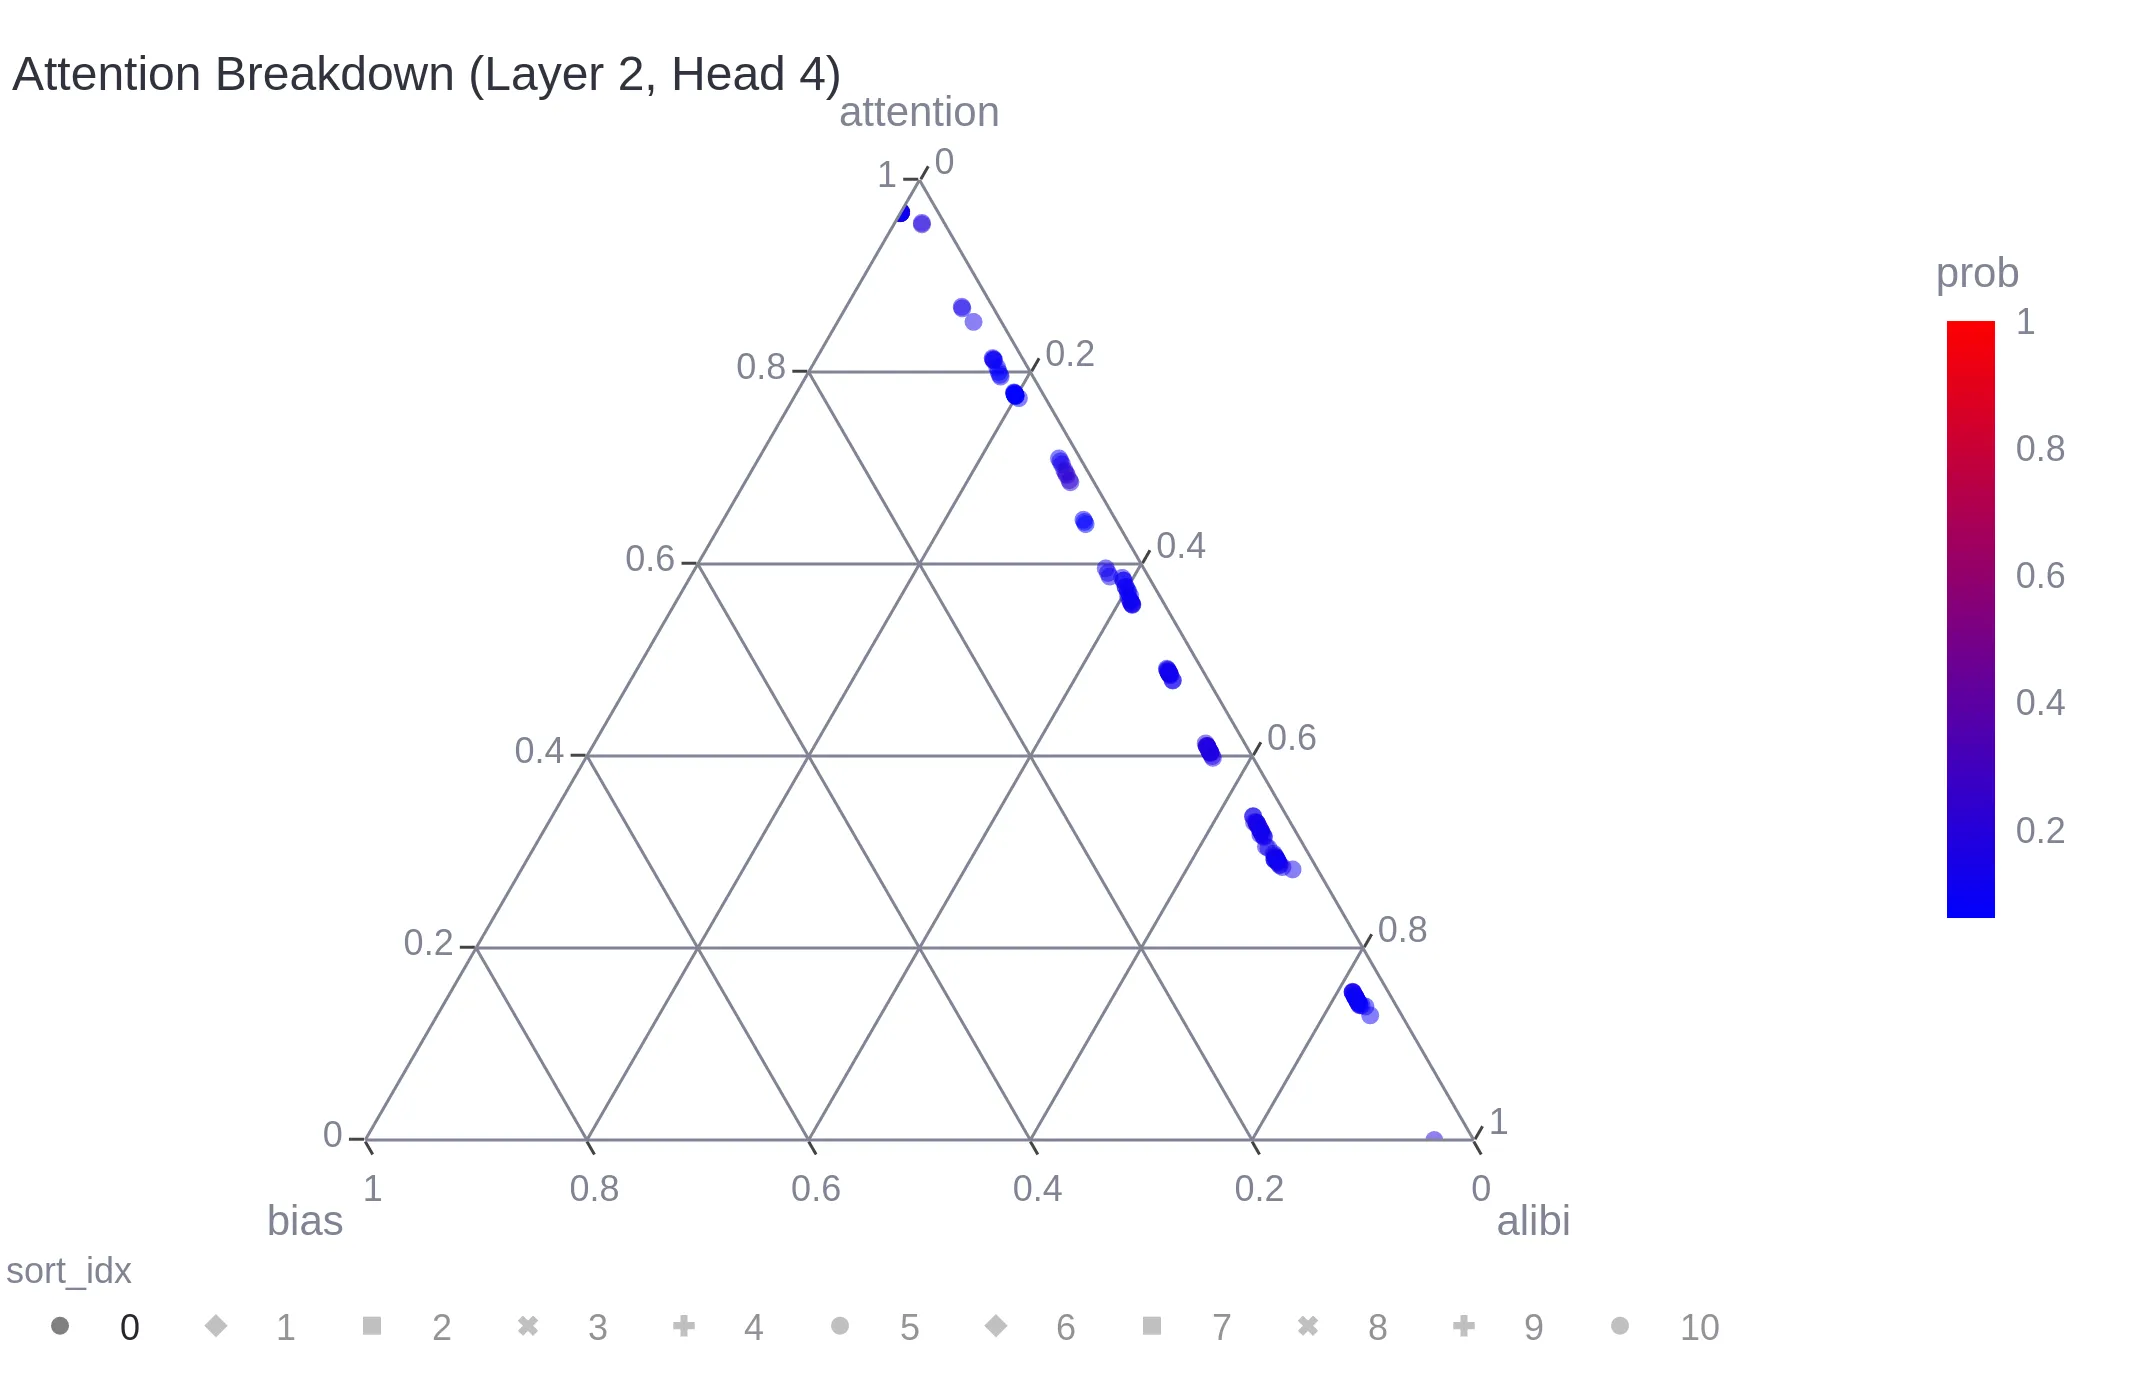 Attention Breakdown (Layer 2, Head 4)
attention
1 0
prob
1
0.8 0.2
0.8
0.6 0.4
0.6
0.4 0.6
0.4
0.2
0.2 0.8
0 1
1 0.8 0.6 0.4 0.2 0
bias alibi
sort_idx
0 1 2 3 4 5 6 7 8 9 10